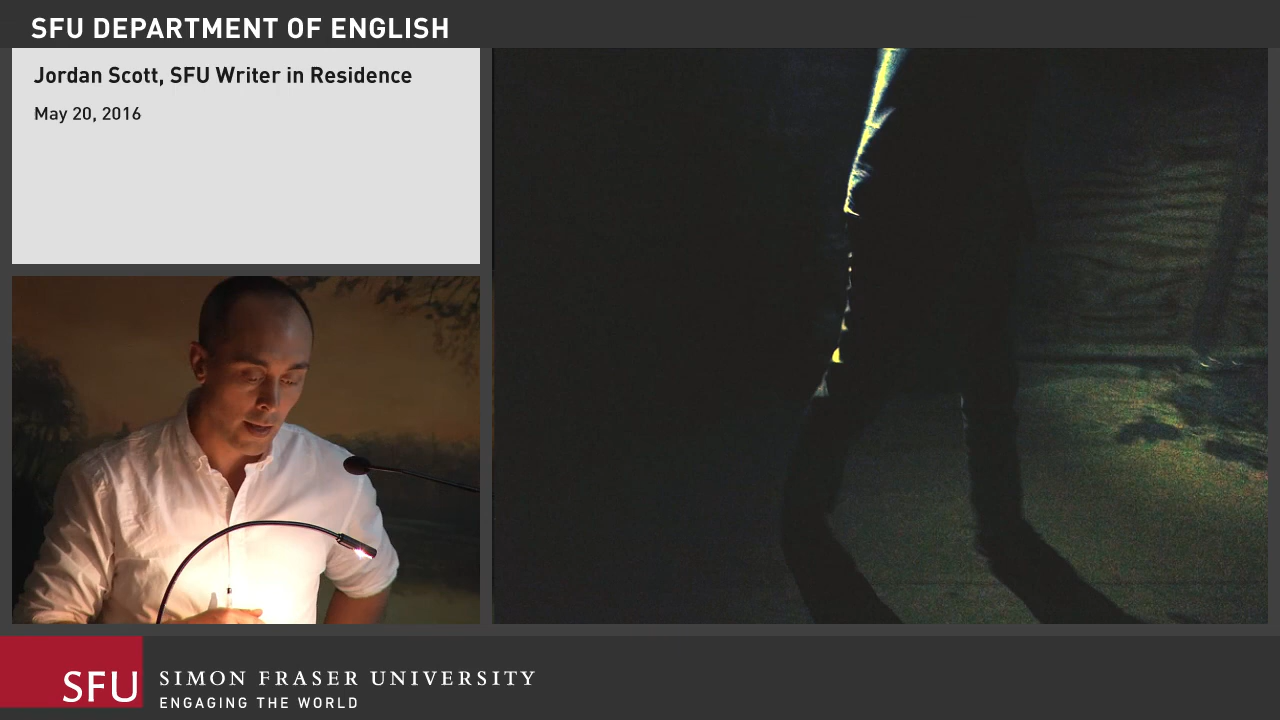 SFU DEPARTMENT OF ENGLISH
Jordan Scott, SFU Writer in Residence
May 20, 2016
SFU
SIMON FRASER UNIVERSITY
ENGAGING THE WORLD